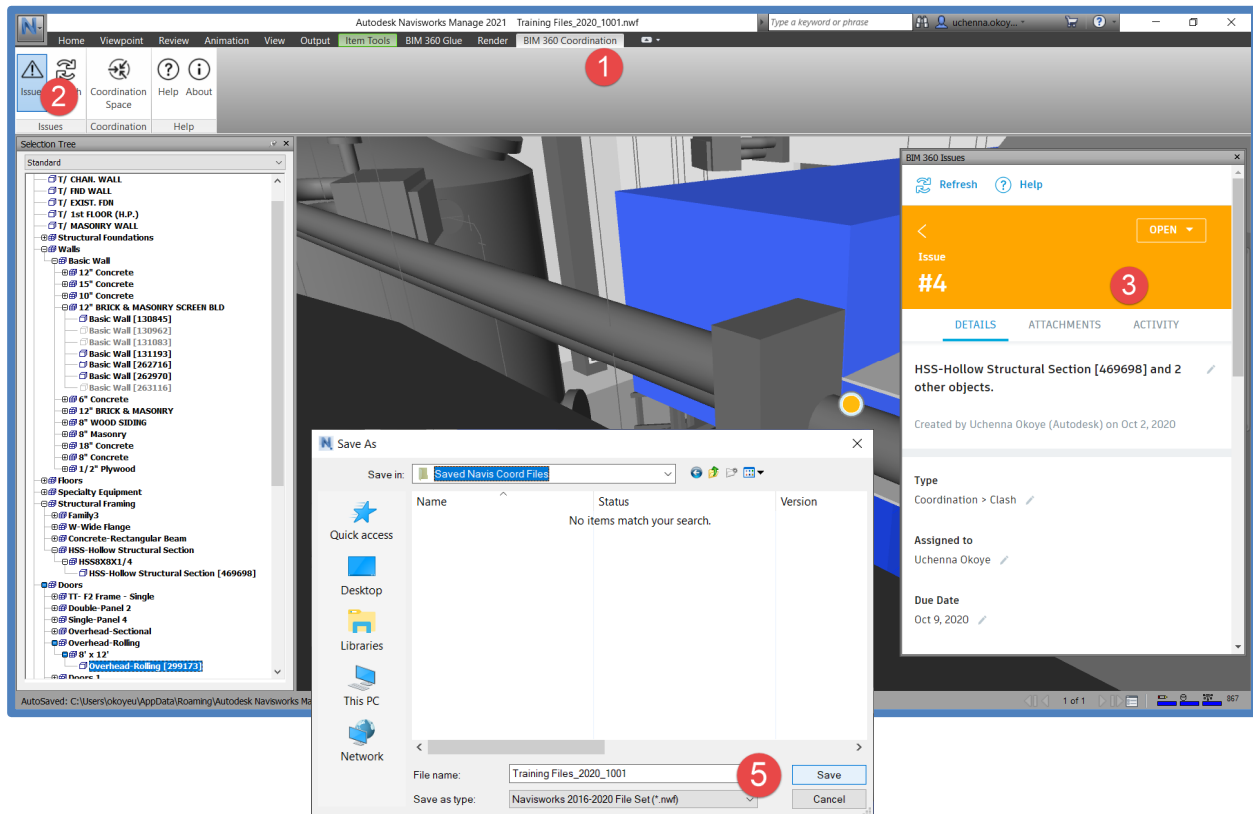 Autodesk Navisworks Manage 2021 Training Files_2020_1001.nwf
Type a keyword or phrase
uchenna.okoy...
Home Viewpoint Review Animation View Output Item Tools BIM 360 Glue Render BIM 360 Coordination
1
2
Coordination Space
Help About
Issues Coordination Help
Selection Tree
Standard
T/ CHAN. WALL
T/ FND WALL
T/ EXIST. FDN
T/ 1st FLOOR (H.P.)
T/ MASONRY WALL
Structural Foundations
Walls
Basic Wall
12" Concrete
15" Concrete
10" Concrete
12" BRICK & MASONRY SCREEN BLD
Basic Wall [130845]
Basic Wall [130962]
Basic Wall [131083]
Basic Wall [131193]
Basic Wall [262716]
Basic Wall [262970]
Basic Wall [263116]
6" Concrete
12" BRICK & MASONRY
8" WOOD SIDING
8" Masonry
18" Concrete
8" Concrete
1/2" Plywood
Floors
Specialty Equipment
Structural Framing
Family3
W-Wide Flange
Concrete-Rectangular Beam
HSS-Hollow Structural Section
HSS8X8X1/4
HSS-Hollow Structural Section [469698]
Doors
TT- F2 Frame - Single
Double-Panel 2
Single-Panel 4
Overhead-Sectional
Overhead-Rolling
8' x 12'
Overhead-Rolling [299173]
Doors 1
AutoSaved: C:\Users\okoyeu\AppData\Roaming\Autodesk Navisworks Ma
1 of 1
867
BIM 360 Issues
Refresh Help
OPEN
Issue
#4
3
DETAILS ATTACHMENTS ACTIVITY
HSS-Hollow Structural Section [469698] and 2
other objects.
Created by Uchenna Okoye (Autodesk) on Oct 2, 2020
Type
Coordination > Clash
Assigned to
Uchenna Okoye
Due Date
Oct 9, 2020
Save As
Save in: Saved Navis Coord Files
Name Status Version
No items match your search.
Quick access
Desktop
Libraries
This PC
Network
File name: Training Files_2020_1001
5
Save
Save as type: Navisworks 2016-2020 File Set (*.nwf)
Cancel